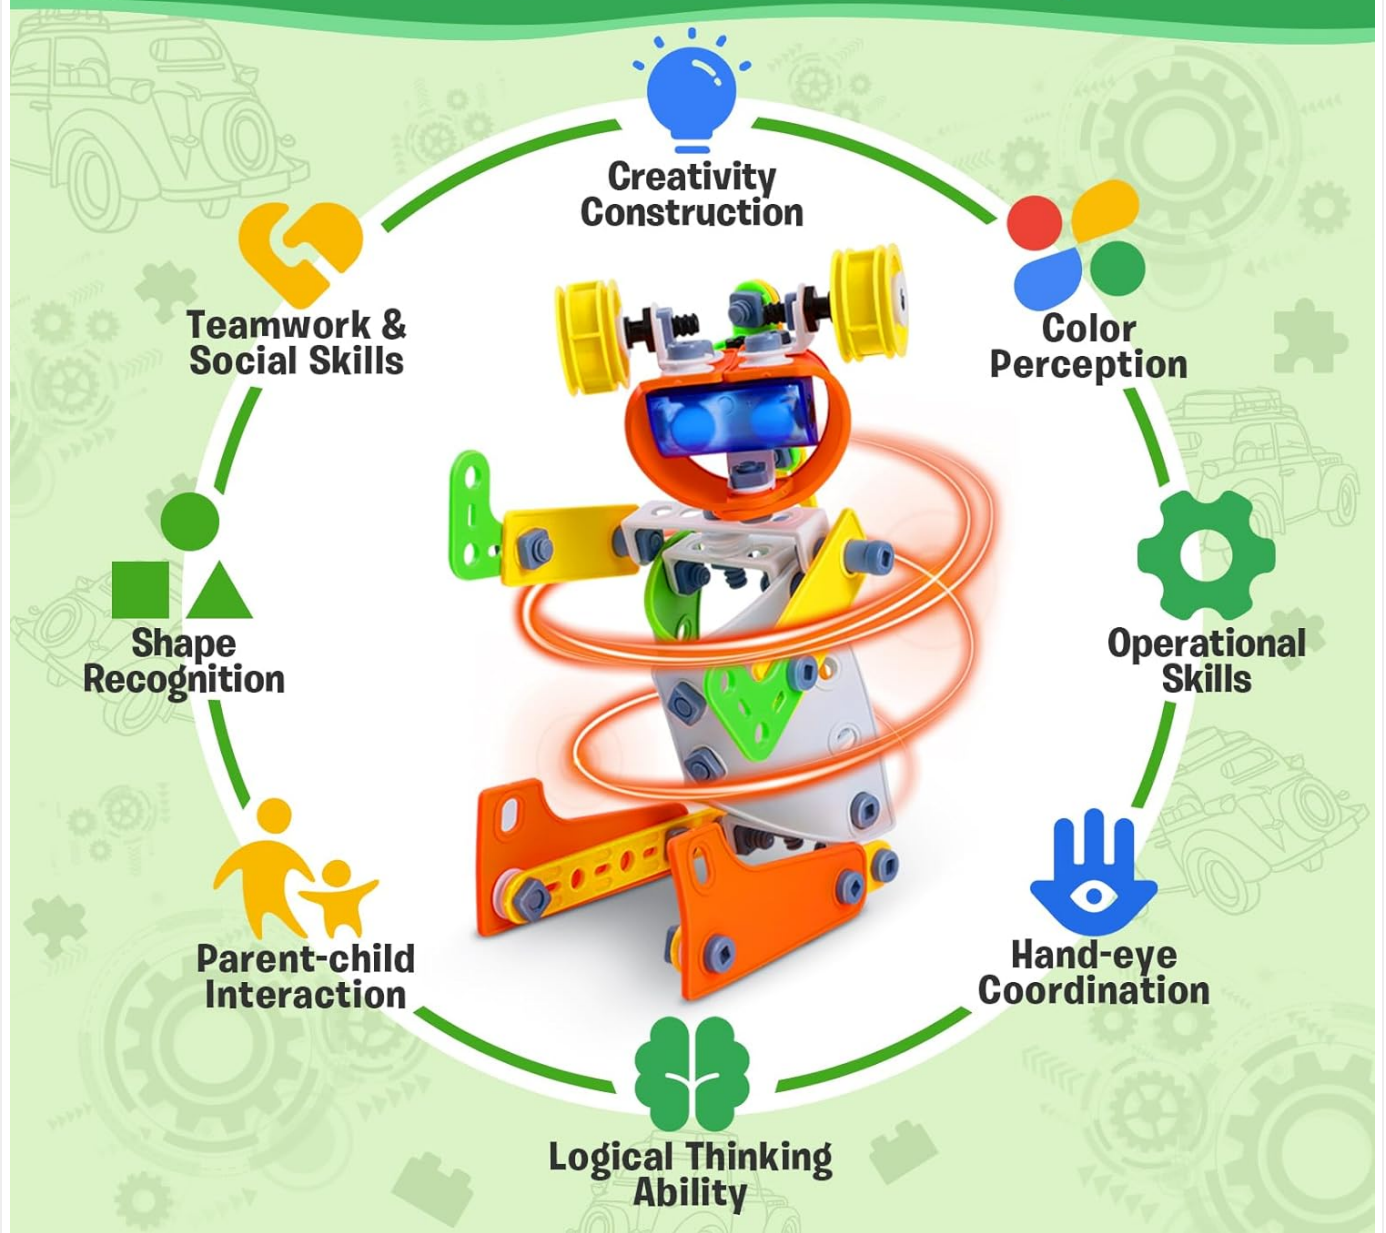 Creativity
Construction
Color
Perception
Teamwork &
Social Skills
Operational
Skills
Shape
Recognition
Hand-eye
Coordination
Parent-child
Interaction
Logical Thinking
Ability